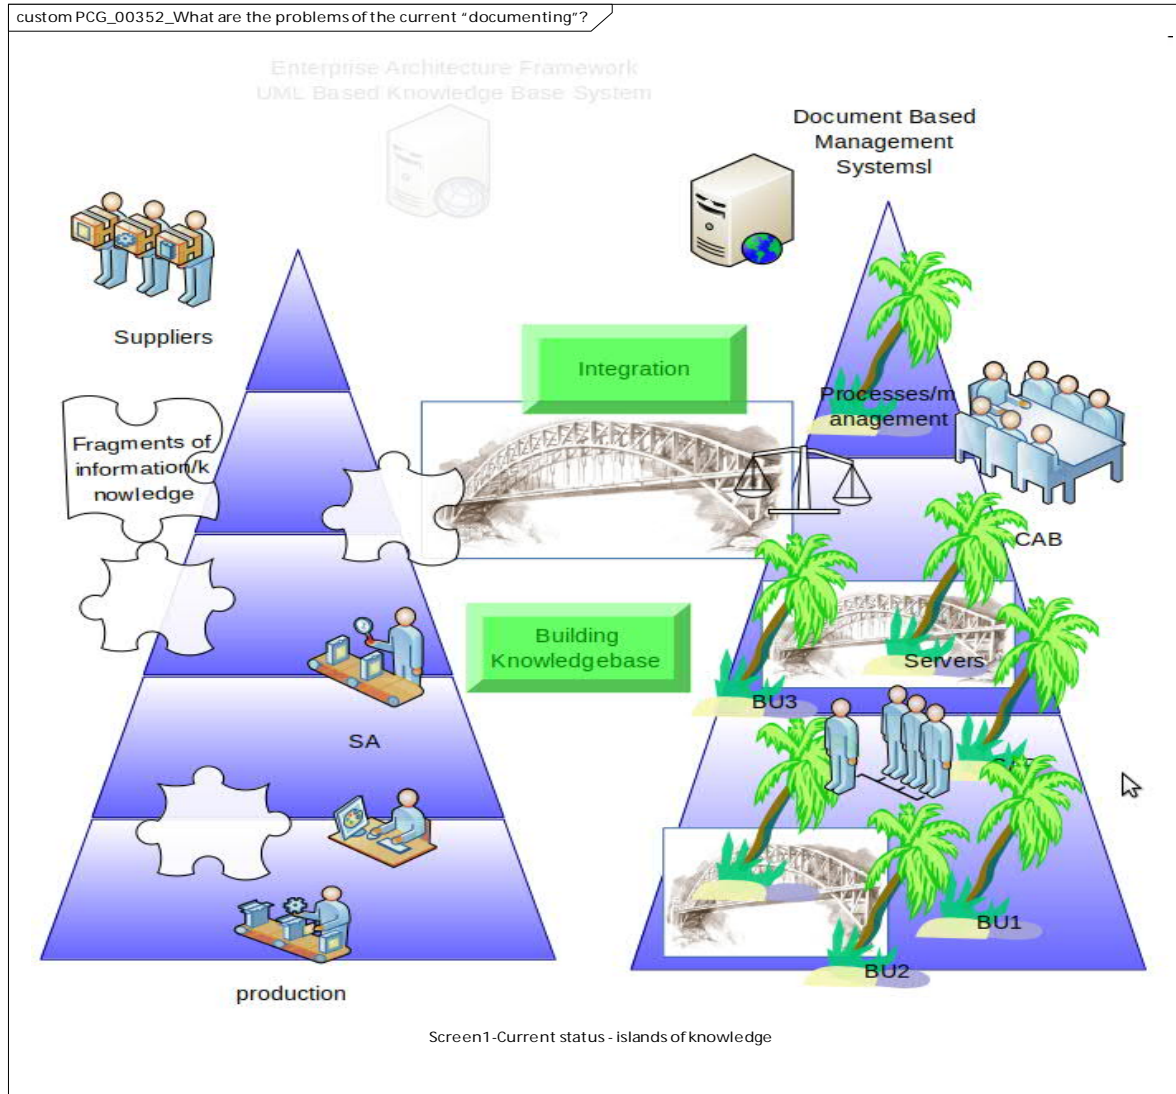 custom PCG_00352_What are the problems of the current “documenting”?
Enterprise Architecture Framework
UML Based Knowledge Base System
Document Based
Management
Systemsl
Suppliers
Integration
Processes/m
anagement
Fragments of
information/k
nowledge
CAB
Building
Knowledgebase
Servers
BU3
SA
BU1
BU2
production
Screen1-Current status - islands of knowledge